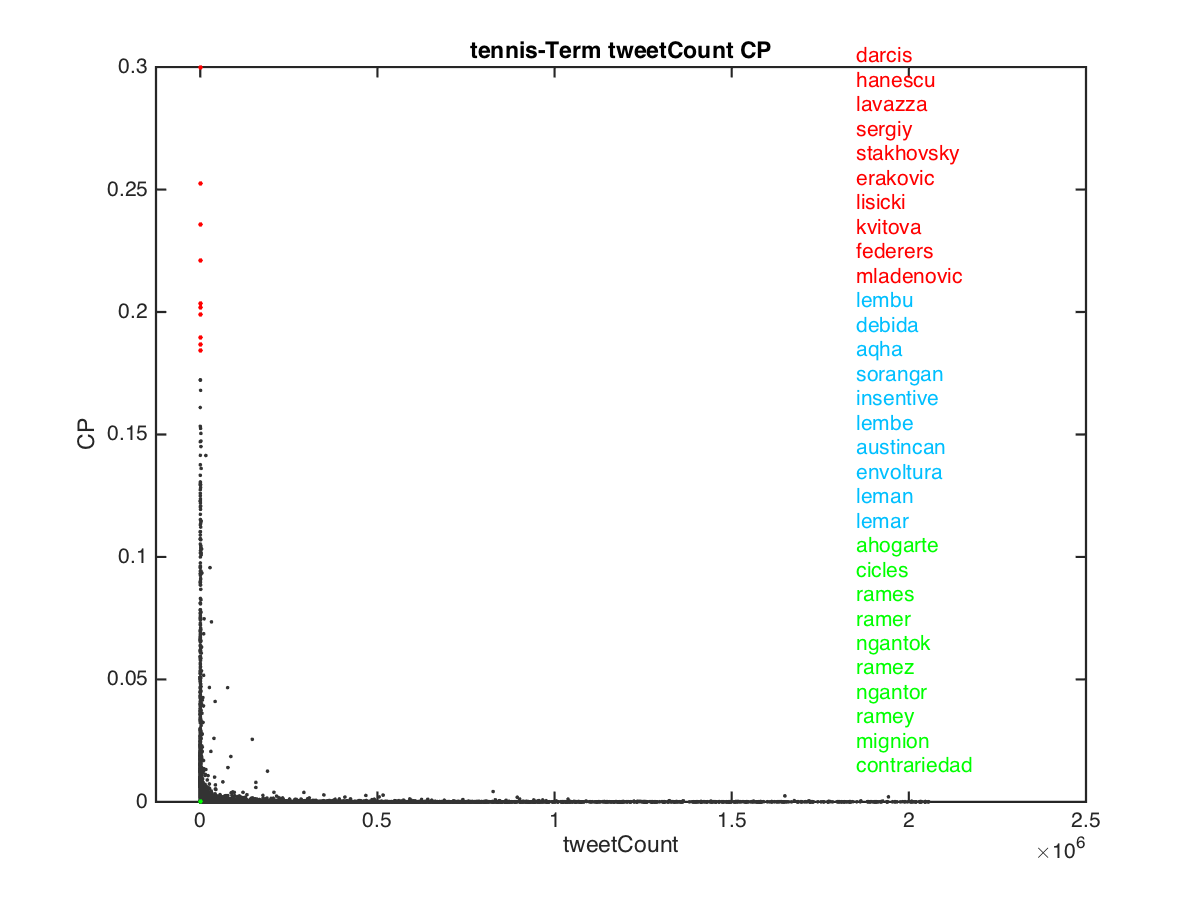 tennis-Term tweetCount CP
darcis
hanescu
lavazza
sergiy
stakhovsky
erakovic
lisicki
kvitova
federers
mladenovic
lembu
debida
aqha
sorangan
insentive
lembe
austincan
envoltura
leman
lemar
ahogarte
cicles
rames
ramer
ngantok
ramez
ngantor
ramey
mignion
contrariedad
0.3
0.25
0.2
0.15
0.1
0.05
0
CP
0 0.5 1 1.5 2 2.5
tweetCount
×10^6